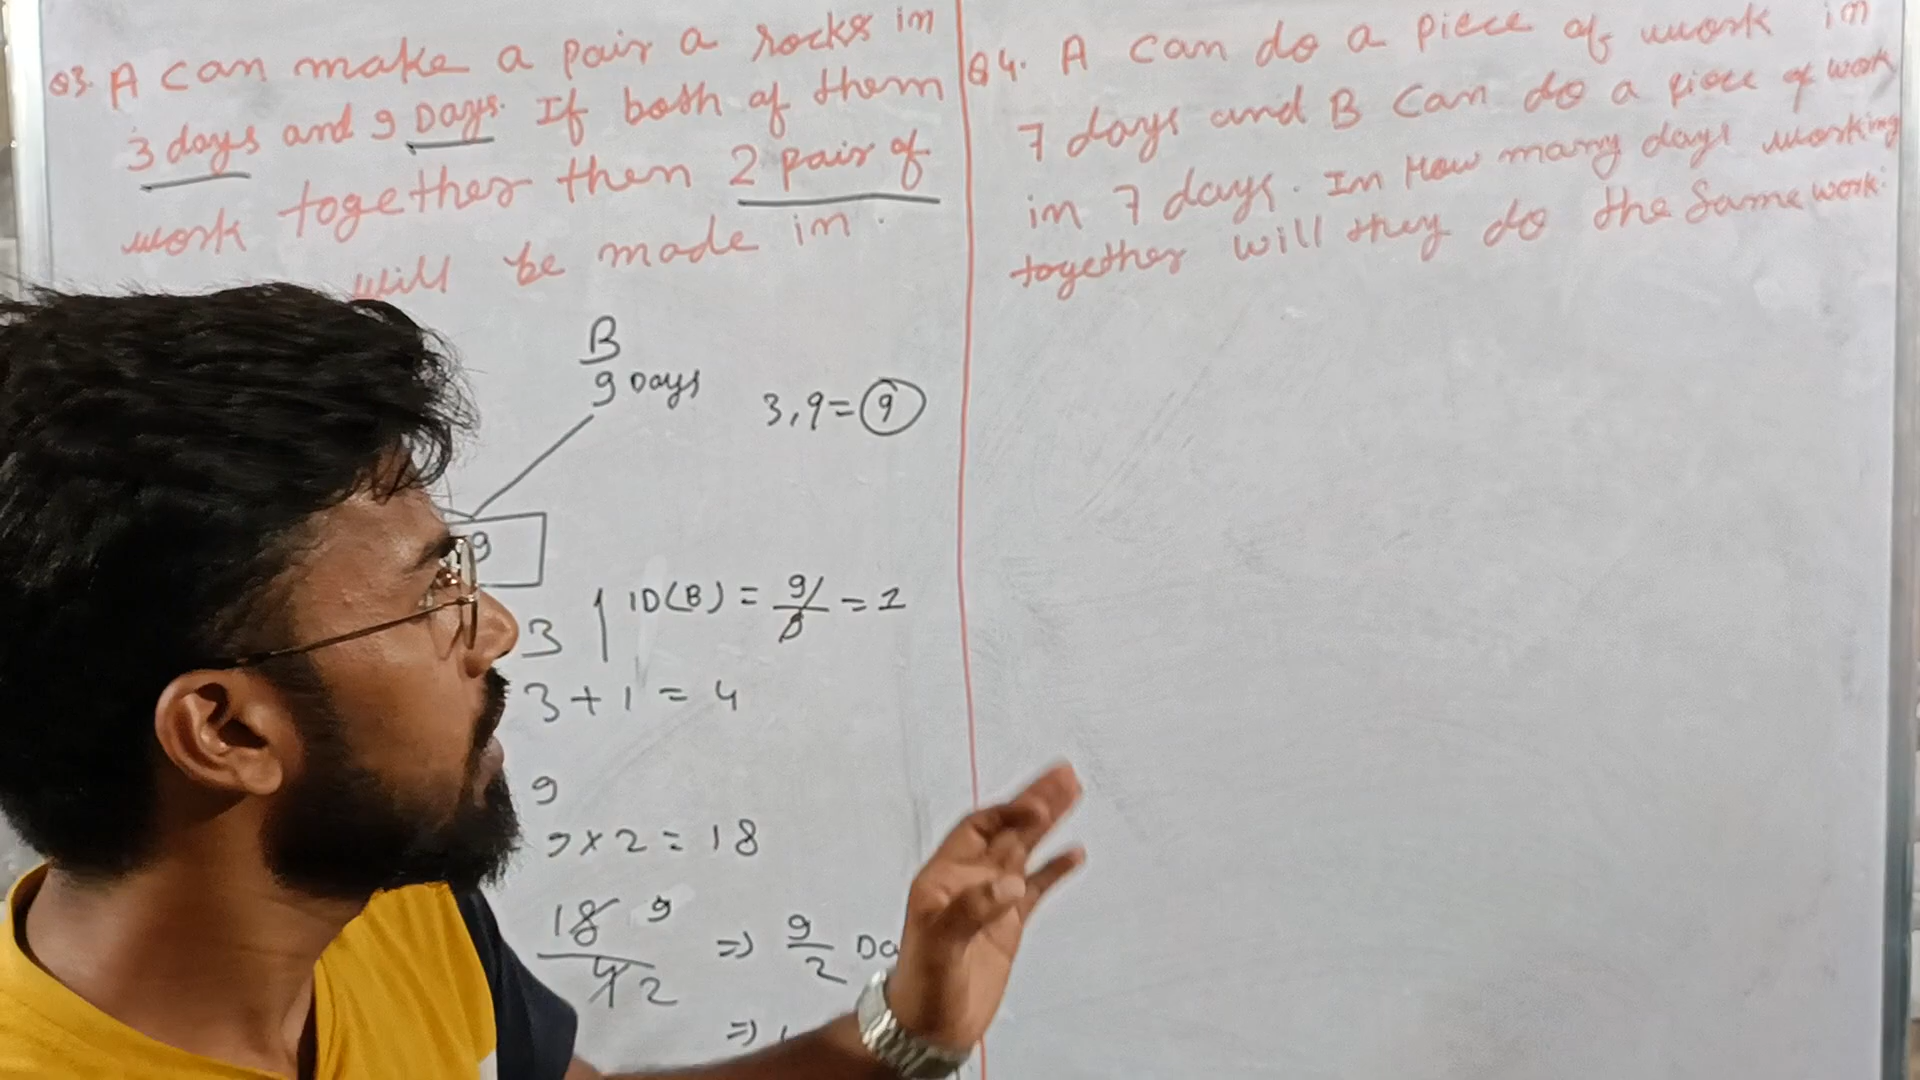 Q3. A can make a pair a socks in
3 days and 9 Days. If both of them
work together then 2 pair of
will be made in.
B
9 Days
3,9=9
9
3 1D(B) = 9/9 = 1
3+1 = 4
9
9x2=18
18 9
4 2
=) 9/2 Da
=)
Q4. A can do a piece of work in
7 days and B can do a piece of work
in 7 days. In How many days working
together will they do the same work.